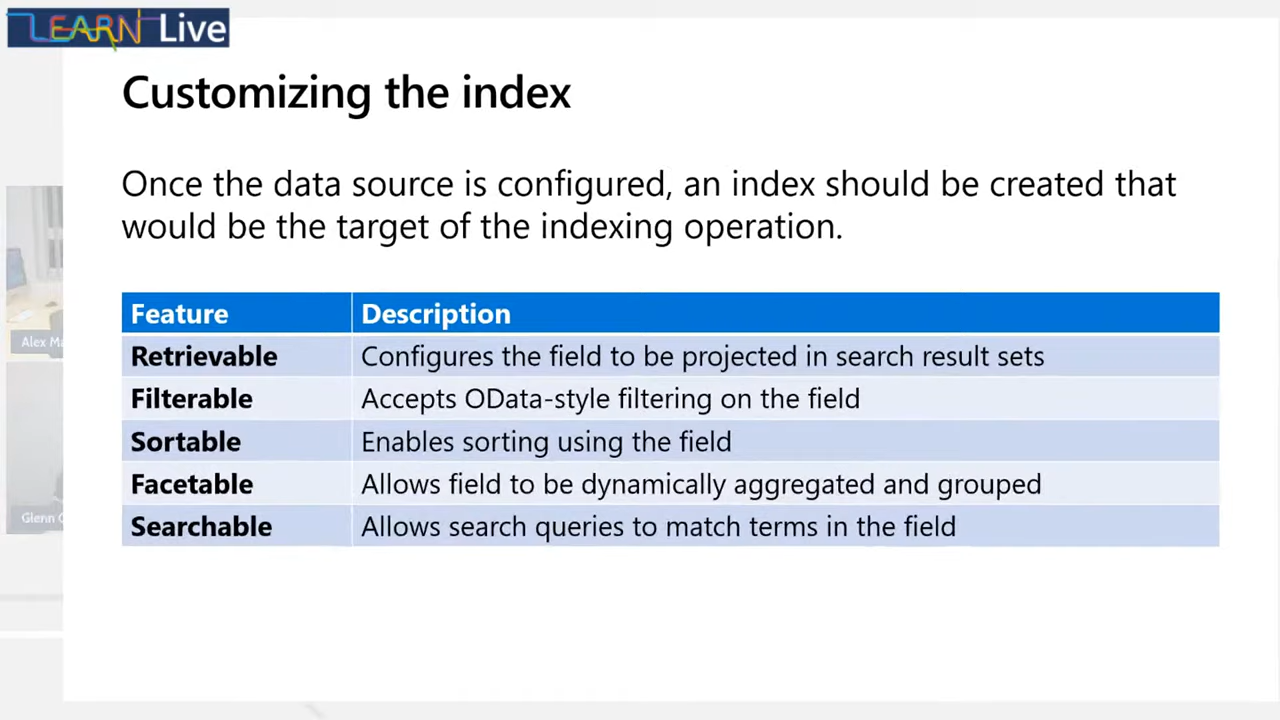 LEARN Live
Customizing the index
Once the data source is configured, an index should be created that
would be the target of the indexing operation.
Feature Description
Retrievable Configures the field to be projected in search result sets
Filterable Accepts OData-style filtering on the field
Sortable Enables sorting using the field
Facetable Allows field to be dynamically aggregated and grouped
Searchable Allows search queries to match terms in the field
Alex
Glenn